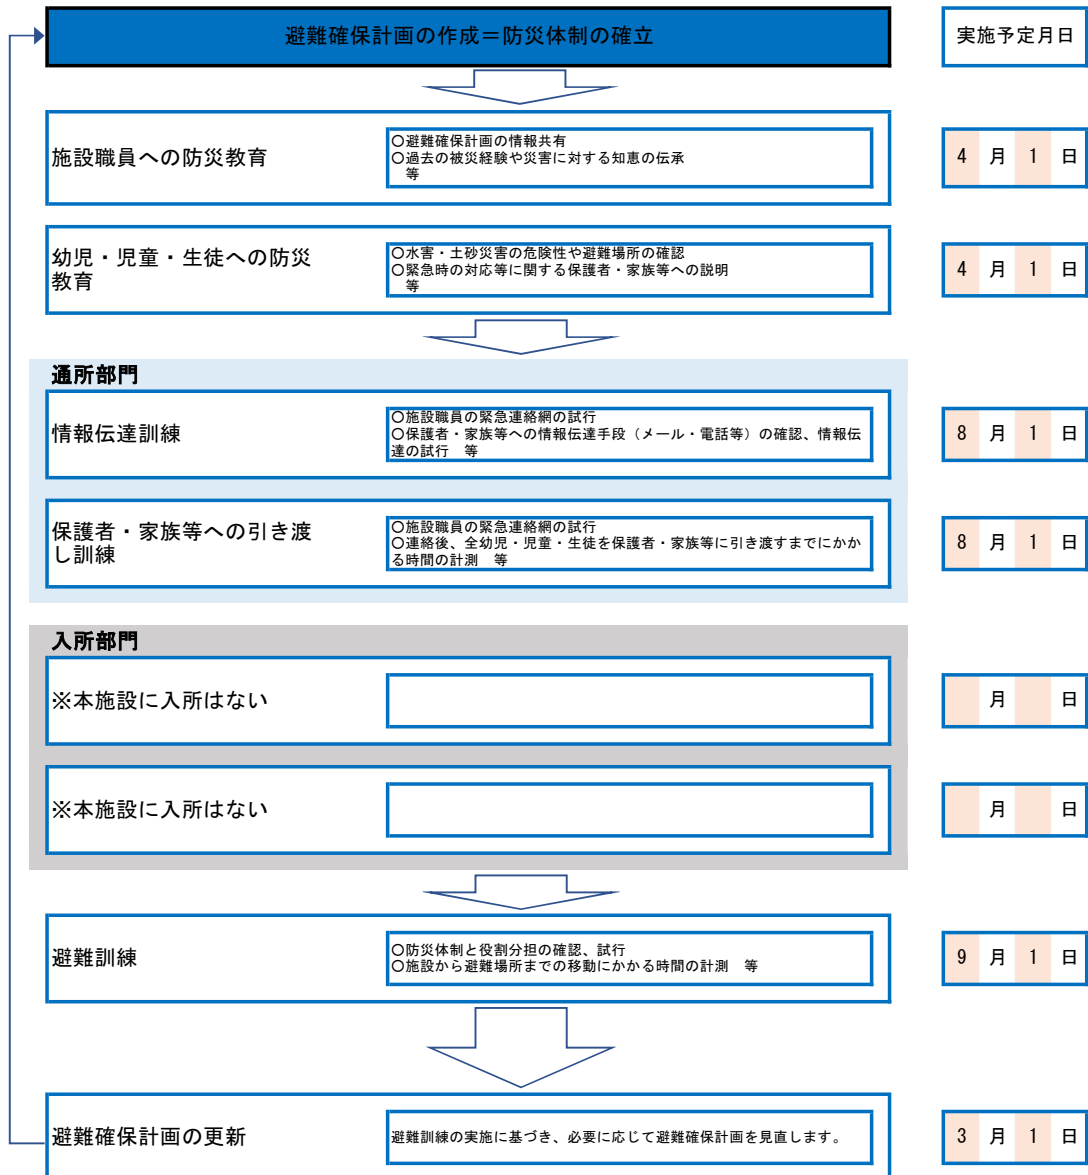 避難確保計画の作成＝防災体制の確立
実施予定月日
施設職員への防災教育
〇避難確保計画の情報共有
〇過去の被災経験や災害に対する知恵の伝承
等
4 月 1 日
幼児・児童・生徒への防災
教育
〇水害・土砂災害の危険性や避難場所の確認
〇緊急時の対応等に関する保護者・家族等への説明
等
4 月 1 日
通所部門
情報伝達訓練
〇施設職員の緊急連絡網の試行
〇保護者・家族等への情報伝達手段（メール・電話等）の確認、情報伝
達の試行　等
8 月 1 日
保護者・家族等への引き渡
し訓練
〇施設職員の緊急連絡網の試行
〇連絡後、全幼児・児童・生徒を保護者・家族等に引き渡すまでにかか
る時間の計測　等
8 月 1 日
入所部門
※本施設に入所はない
月 日
※本施設に入所はない
月 日
避難訓練
〇防災体制と役割分担の確認、試行
〇施設から避難場所までの移動にかかる時間の計測　等
9 月 1 日
避難確保計画の更新
避難訓練の実施に基づき、必要に応じて避難確保計画を見直します。
3 月 1 日